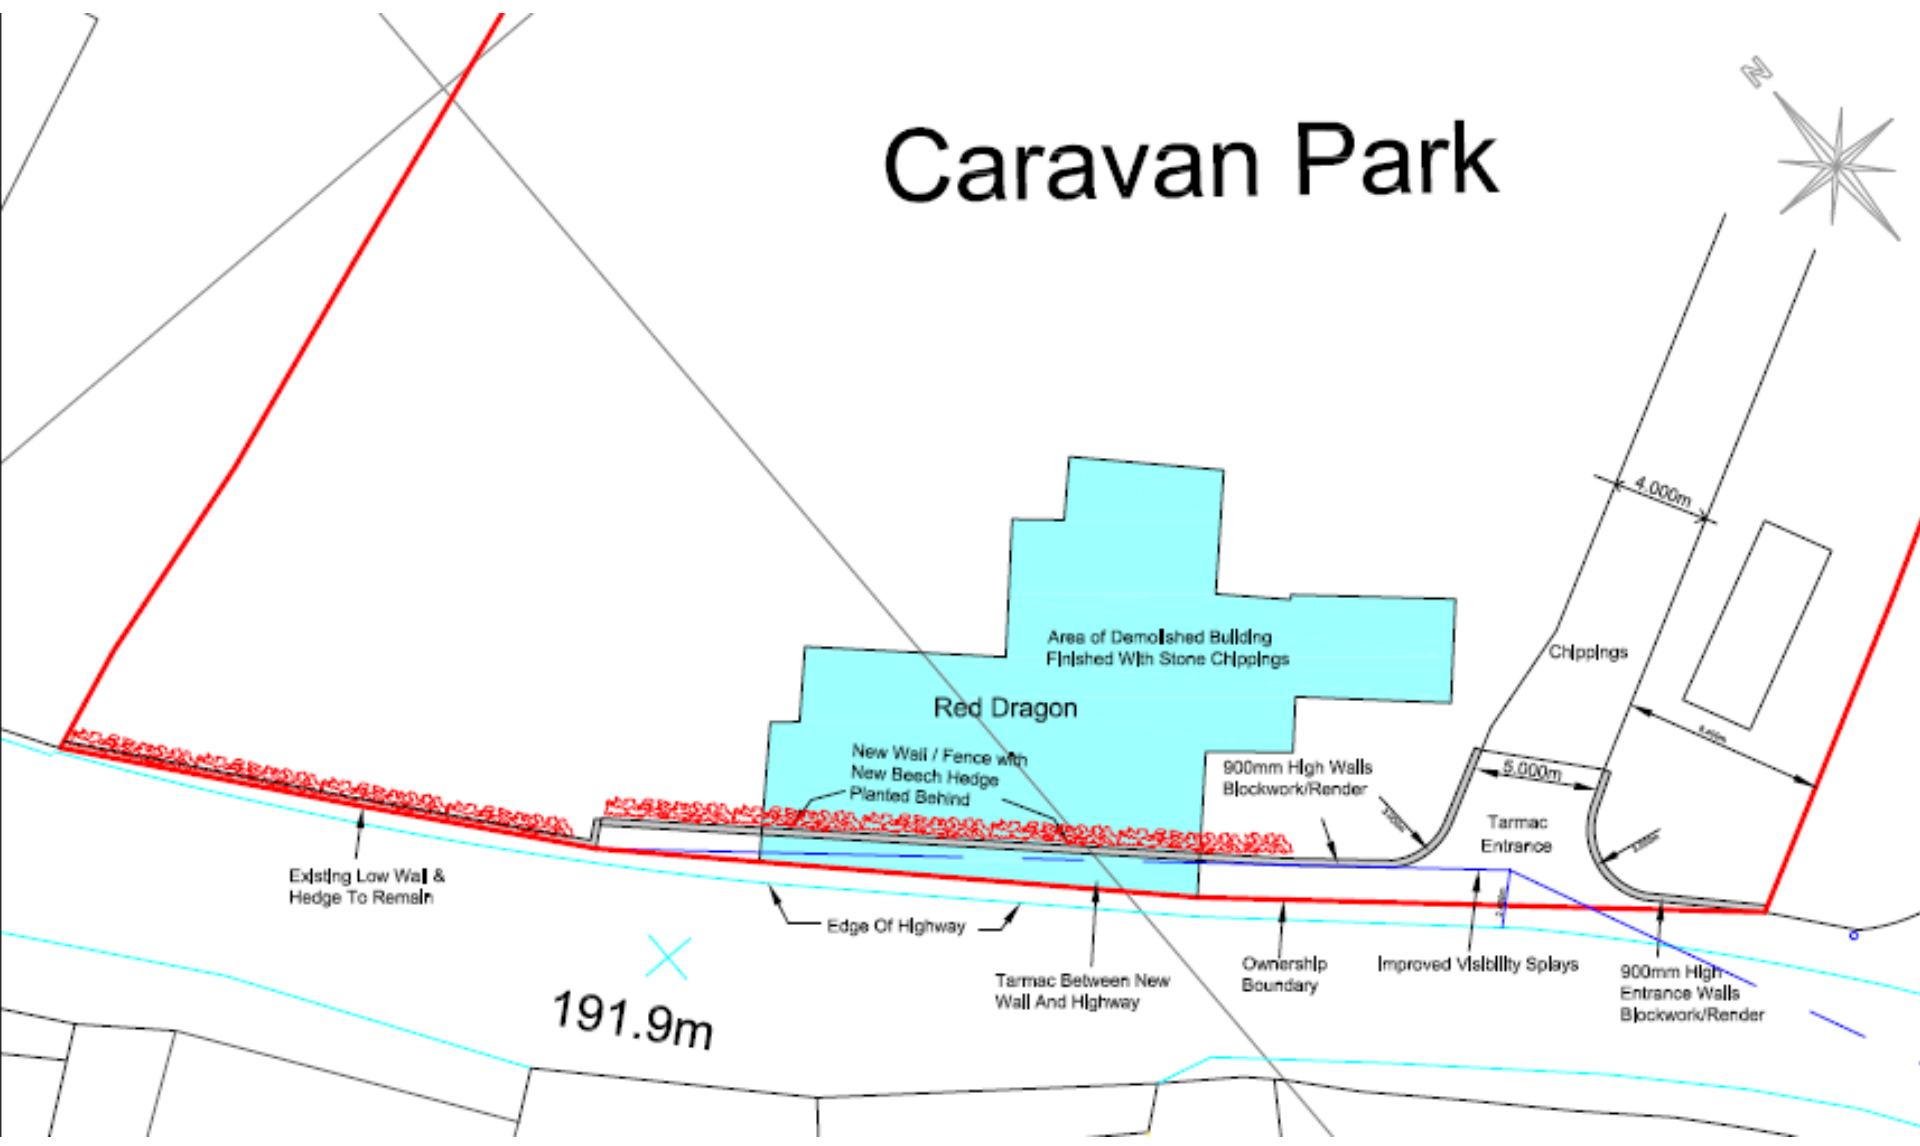 N
Caravan Park
4.000m
Area of Demolished Building
Finished With Stone Chippings
Chippings
Red Dragon
New Wall / Fence with
New Beech Hedge
Planted Behind
900mm High Walls
Blockwork/Render
5.000m
Tarmac
Entrance
Existing Low Wall &
Hedge To Remain
Edge Of Highway
Tarmac Between New
Wall And Highway
Ownership
Boundary
Improved Visibility Splays
900mm High
Entrance Walls
Blockwork/Render
191.9m